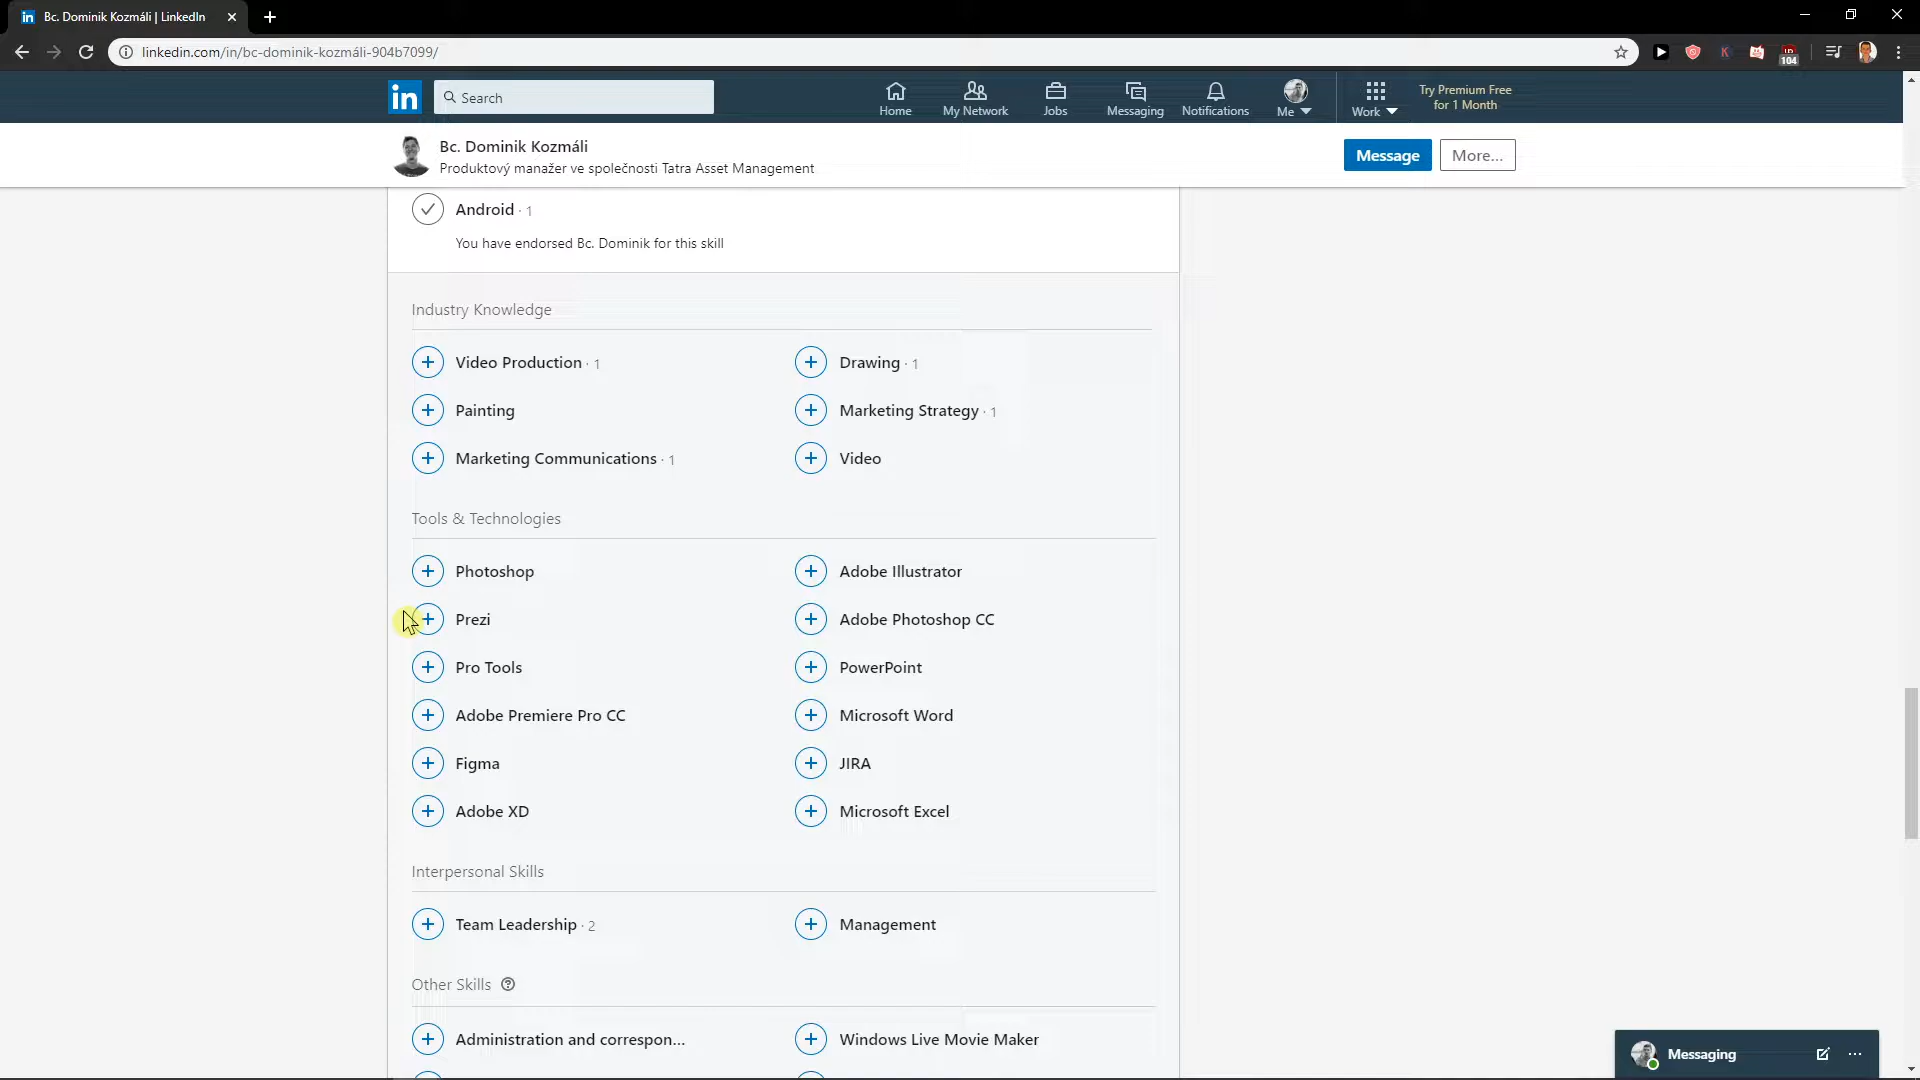 Bc. Dominik Kozmáli | LinkedIn
linkedin.com/in/bc-dominik-kozmáli-904b7099/
104
in
Search
Home
My Network
Jobs
Messaging
Notifications
Me
Work
Try Premium Free
for 1 Month
Bc. Dominik Kozmáli
Produktový manažer ve společnosti Tatra Asset Management
Message
More...
Android · 1
You have endorsed Bc. Dominik for this skill
Industry Knowledge
Video Production · 1
Drawing · 1
Painting
Marketing Strategy · 1
Marketing Communications · 1
Video
Tools & Technologies
Photoshop
Adobe Illustrator
Prezi
Adobe Photoshop CC
Pro Tools
PowerPoint
Adobe Premiere Pro CC
Microsoft Word
Figma
JIRA
Adobe XD
Microsoft Excel
Interpersonal Skills
Team Leadership · 2
Management
Other Skills
Administration and correspon...
Windows Live Movie Maker
Messaging